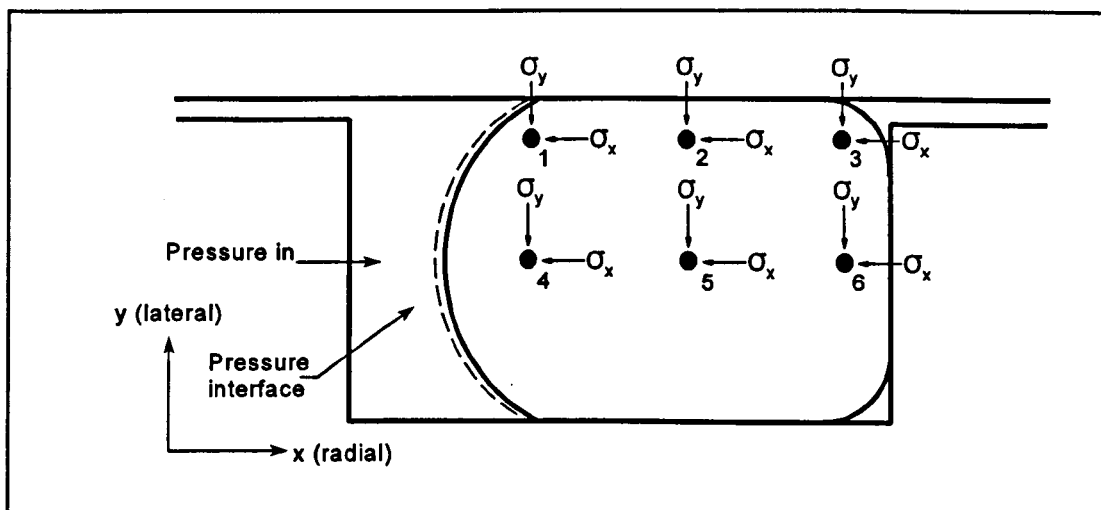 σy σy σy
1 σx 2 σx 3 σx
σy σy σy
Pressure in
4 σx 5 σx 6 σx
y (lateral)
Pressure
interface
x (radial)